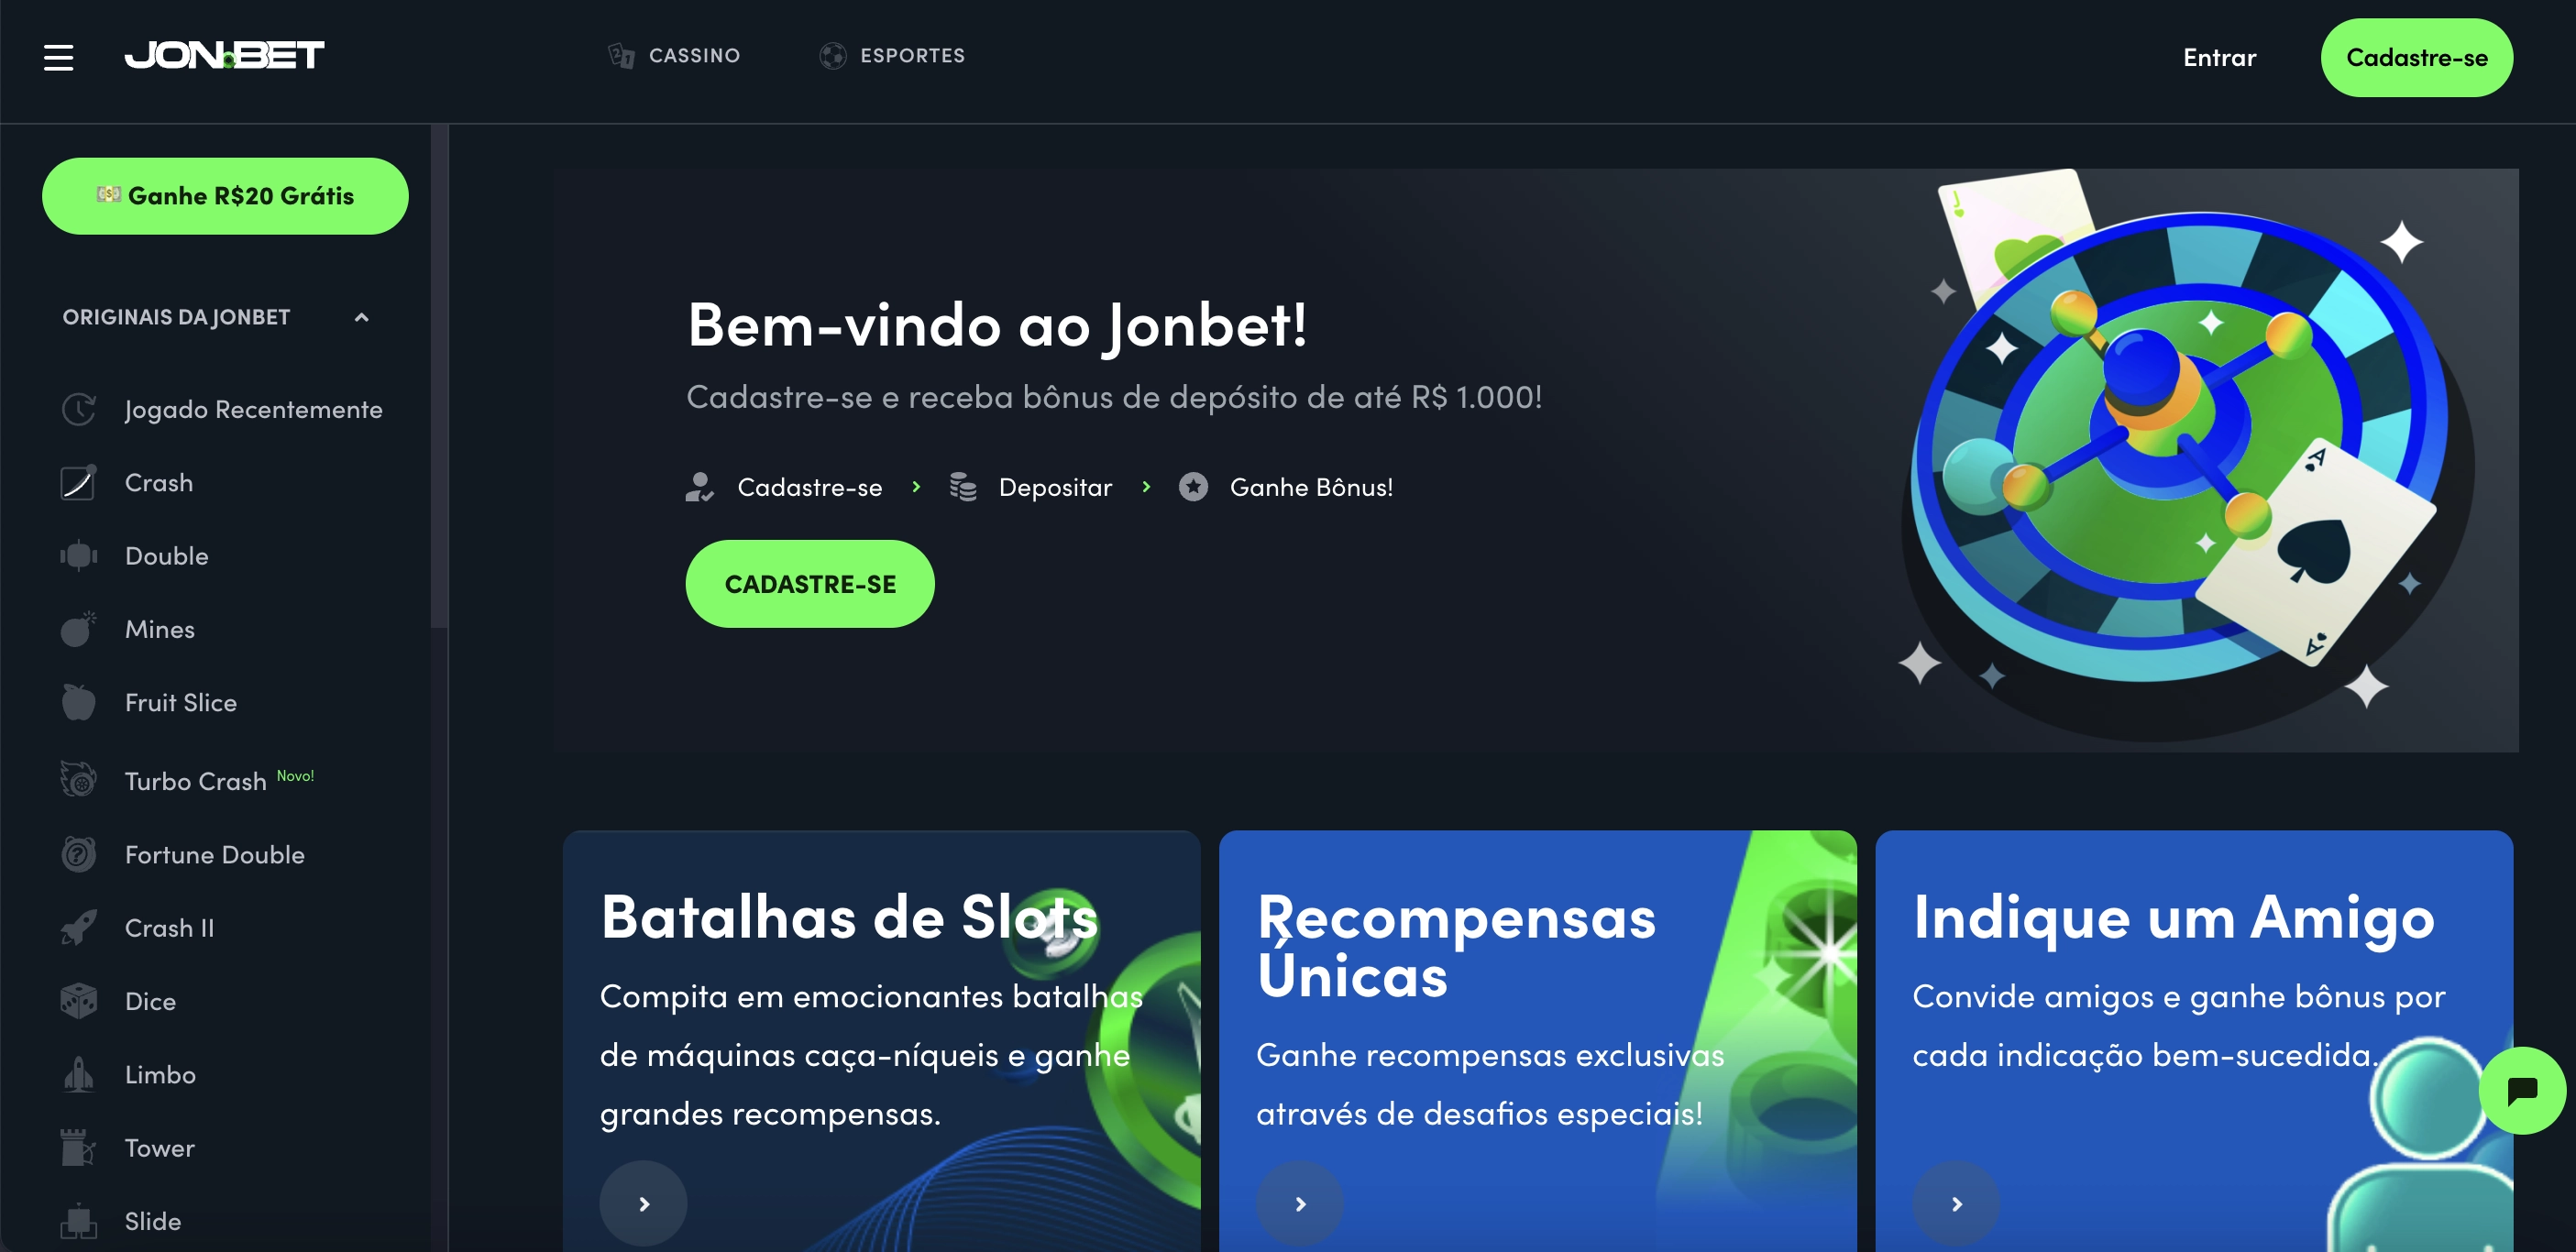 JON.BET
CASSINO
ESPORTES
Entrar
Cadastre-se
Ganhe R$20 Grátis
ORIGINAIS DA JONBET
Jogado Recentemente
Crash
Double
Mines
Fruit Slice
Turbo Crash Novo!
Fortune Double
Crash II
Dice
Limbo
Tower
Slide
Bem-vindo ao Jonbet!
Cadastre-se e receba bônus de depósito de até R$ 1.000!
Cadastre-se > Depositar > Ganhe Bônus!
CADASTRE-SE
J
A
A
Batalhas de Slots
Compita em emocionantes batalhas
de máquinas caça-níqueis e ganhe
grandes recompensas.
Recompensas
Únicas
Ganhe recompensas exclusivas
através de desafios especiais!
Indique um Amigo
Convide amigos e ganhe bônus por
cada indicação bem-sucedida.